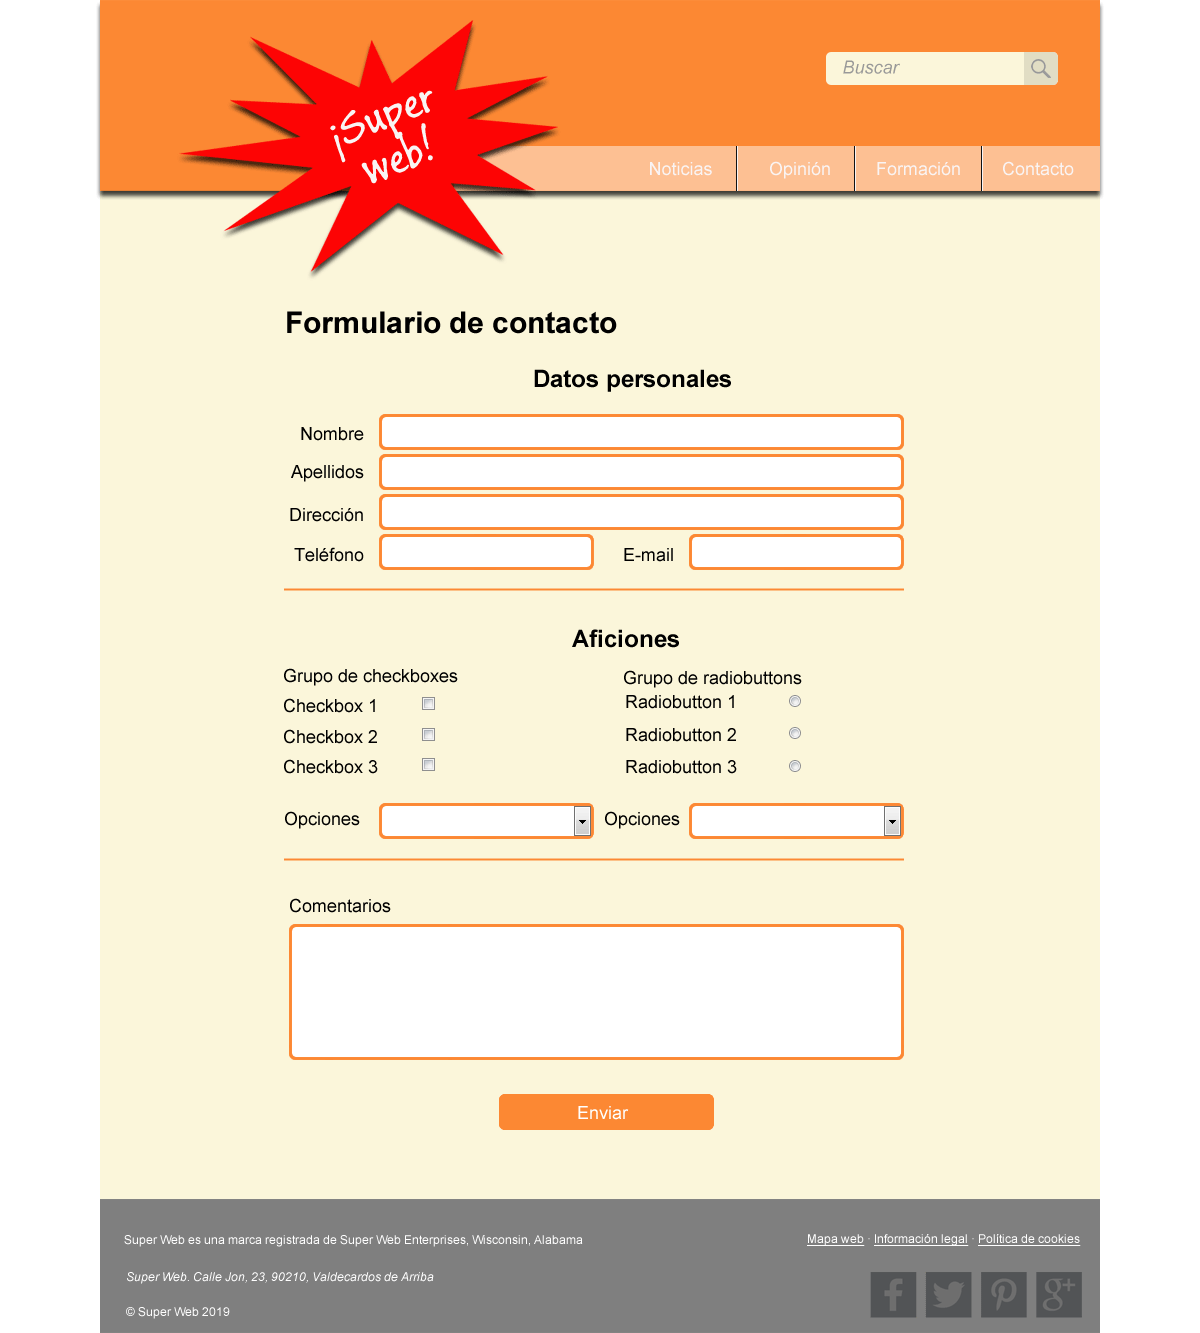 ¡Super
web!
Buscar
Noticias
Opinión
Formación
Contacto
Formulario de contacto
Datos personales
Nombre
Apellidos
Dirección
Teléfono
E-mail
Aficiones
Grupo de checkboxes
Checkbox 1
Checkbox 2
Checkbox 3
Grupo de radiobuttons
Radiobutton 1
Radiobutton 2
Radiobutton 3
Opciones
Opciones
Comentarios
Enviar
Super Web es una marca registrada de Super Web Enterprises, Wisconsin, Alabama
Super Web. Calle Jon, 23, 90210, Valdecardos de Arriba
© Super Web 2019
Mapa web · Información legal · Política de cookies